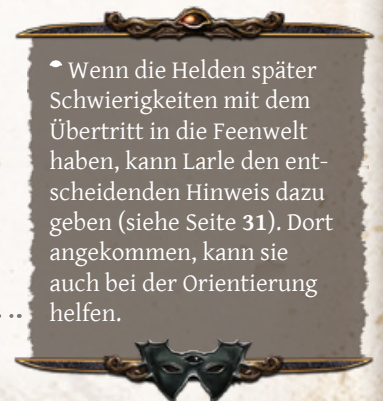 Wenn die Helden später
Schwierigkeiten mit dem
Übertritt in die Feenwelt
haben, kann Larle den ent-
scheidenden Hinweis dazu
geben (siehe Seite 31). Dort
angekommen, kann sie
auch bei der Orientierung
helfen.